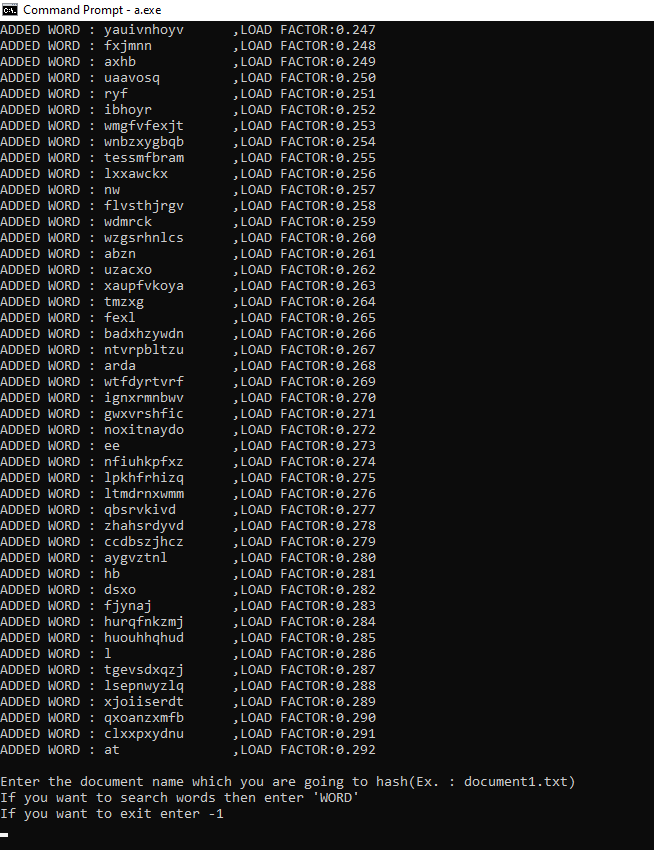 Command Prompt - a.exe
ADDED WORD : yauivnhoyv      ,LOAD FACTOR:0.247
ADDED WORD : fxjmnn          ,LOAD FACTOR:0.248
ADDED WORD : axhb            ,LOAD FACTOR:0.249
ADDED WORD : uaavosq         ,LOAD FACTOR:0.250
ADDED WORD : ryf             ,LOAD FACTOR:0.251
ADDED WORD : ibhoyr          ,LOAD FACTOR:0.252
ADDED WORD : wmgfvfexjt      ,LOAD FACTOR:0.253
ADDED WORD : wnbzxygbqb      ,LOAD FACTOR:0.254
ADDED WORD : tessmfbram      ,LOAD FACTOR:0.255
ADDED WORD : lxxawckx        ,LOAD FACTOR:0.256
ADDED WORD : nw              ,LOAD FACTOR:0.257
ADDED WORD : flvsthjrgv      ,LOAD FACTOR:0.258
ADDED WORD : wdmrck          ,LOAD FACTOR:0.259
ADDED WORD : wzgsrhnlcs      ,LOAD FACTOR:0.260
ADDED WORD : abzn            ,LOAD FACTOR:0.261
ADDED WORD : uzacxo          ,LOAD FACTOR:0.262
ADDED WORD : xaupfvkoya      ,LOAD FACTOR:0.263
ADDED WORD : tmzxg           ,LOAD FACTOR:0.264
ADDED WORD : fexl            ,LOAD FACTOR:0.265
ADDED WORD : badxhzywdn      ,LOAD FACTOR:0.266
ADDED WORD : ntvrpbltzu      ,LOAD FACTOR:0.267
ADDED WORD : arda            ,LOAD FACTOR:0.268
ADDED WORD : wtfdyrtvrf      ,LOAD FACTOR:0.269
ADDED WORD : ignxrmnbwv      ,LOAD FACTOR:0.270
ADDED WORD : gwxvrshfic      ,LOAD FACTOR:0.271
ADDED WORD : noxitnaydo      ,LOAD FACTOR:0.272
ADDED WORD : ee              ,LOAD FACTOR:0.273
ADDED WORD : nfiuhkpfxz      ,LOAD FACTOR:0.274
ADDED WORD : lpkhfrhizq      ,LOAD FACTOR:0.275
ADDED WORD : ltmdrnxwmm      ,LOAD FACTOR:0.276
ADDED WORD : qbsrvkivd       ,LOAD FACTOR:0.277
ADDED WORD : zhahsrdyvd      ,LOAD FACTOR:0.278
ADDED WORD : ccdbszjhcz      ,LOAD FACTOR:0.279
ADDED WORD : aygvztnl        ,LOAD FACTOR:0.280
ADDED WORD : hb              ,LOAD FACTOR:0.281
ADDED WORD : dsxo            ,LOAD FACTOR:0.282
ADDED WORD : fjynaj          ,LOAD FACTOR:0.283
ADDED WORD : hurqfnkzmj      ,LOAD FACTOR:0.284
ADDED WORD : huouhhqhud      ,LOAD FACTOR:0.285
ADDED WORD : l               ,LOAD FACTOR:0.286
ADDED WORD : tgevsdxqzj      ,LOAD FACTOR:0.287
ADDED WORD : lsepnwyzlq      ,LOAD FACTOR:0.288
ADDED WORD : xjoiiserdt      ,LOAD FACTOR:0.289
ADDED WORD : qxoanzxmfb      ,LOAD FACTOR:0.290
ADDED WORD : clxxpxydnu      ,LOAD FACTOR:0.291
ADDED WORD : at              ,LOAD FACTOR:0.292
Enter the document name which you are going to hash(Ex. : document1.txt)
If you want to search words then enter 'WORD'
If you want to exit enter -1